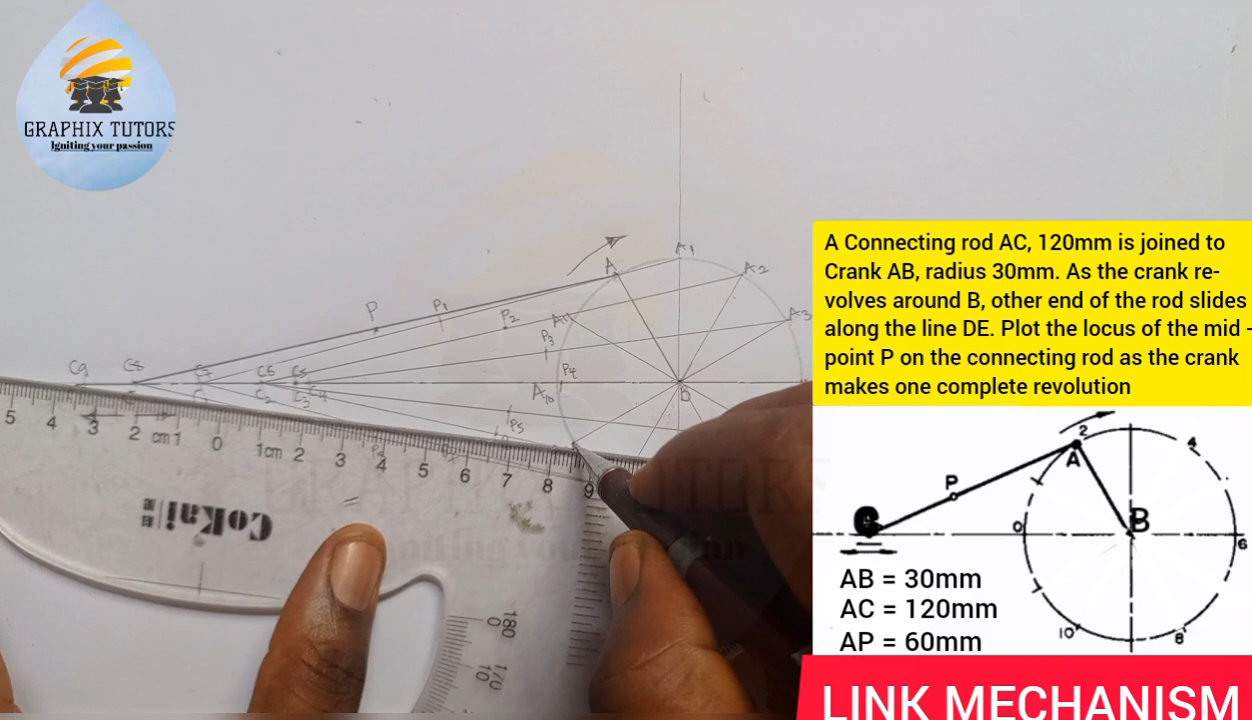 GRAPHIX TUTORS
Igniting your passion
A1
A
A2
P
P1
P2
A11
A3
P3
C9
C8
C7
C6
C5
P4
C2
C3
C4
A10
B
P5
5 4 3 2 cm 1 0 1cm 2 3 4 5 6 7 8 9
CoKai
180
0
170
10
A Connecting rod AC, 120mm is joined to
Crank AB, radius 30mm. As the crank re-
volves around B, other end of the rod slides
along the line DE. Plot the locus of the mid -
point P on the connecting rod as the crank
makes one complete revolution
2
4
A
P
C
0
B
6
AB = 30mm
AC = 120mm
AP = 60mm
10
8
LINK MECHANISM